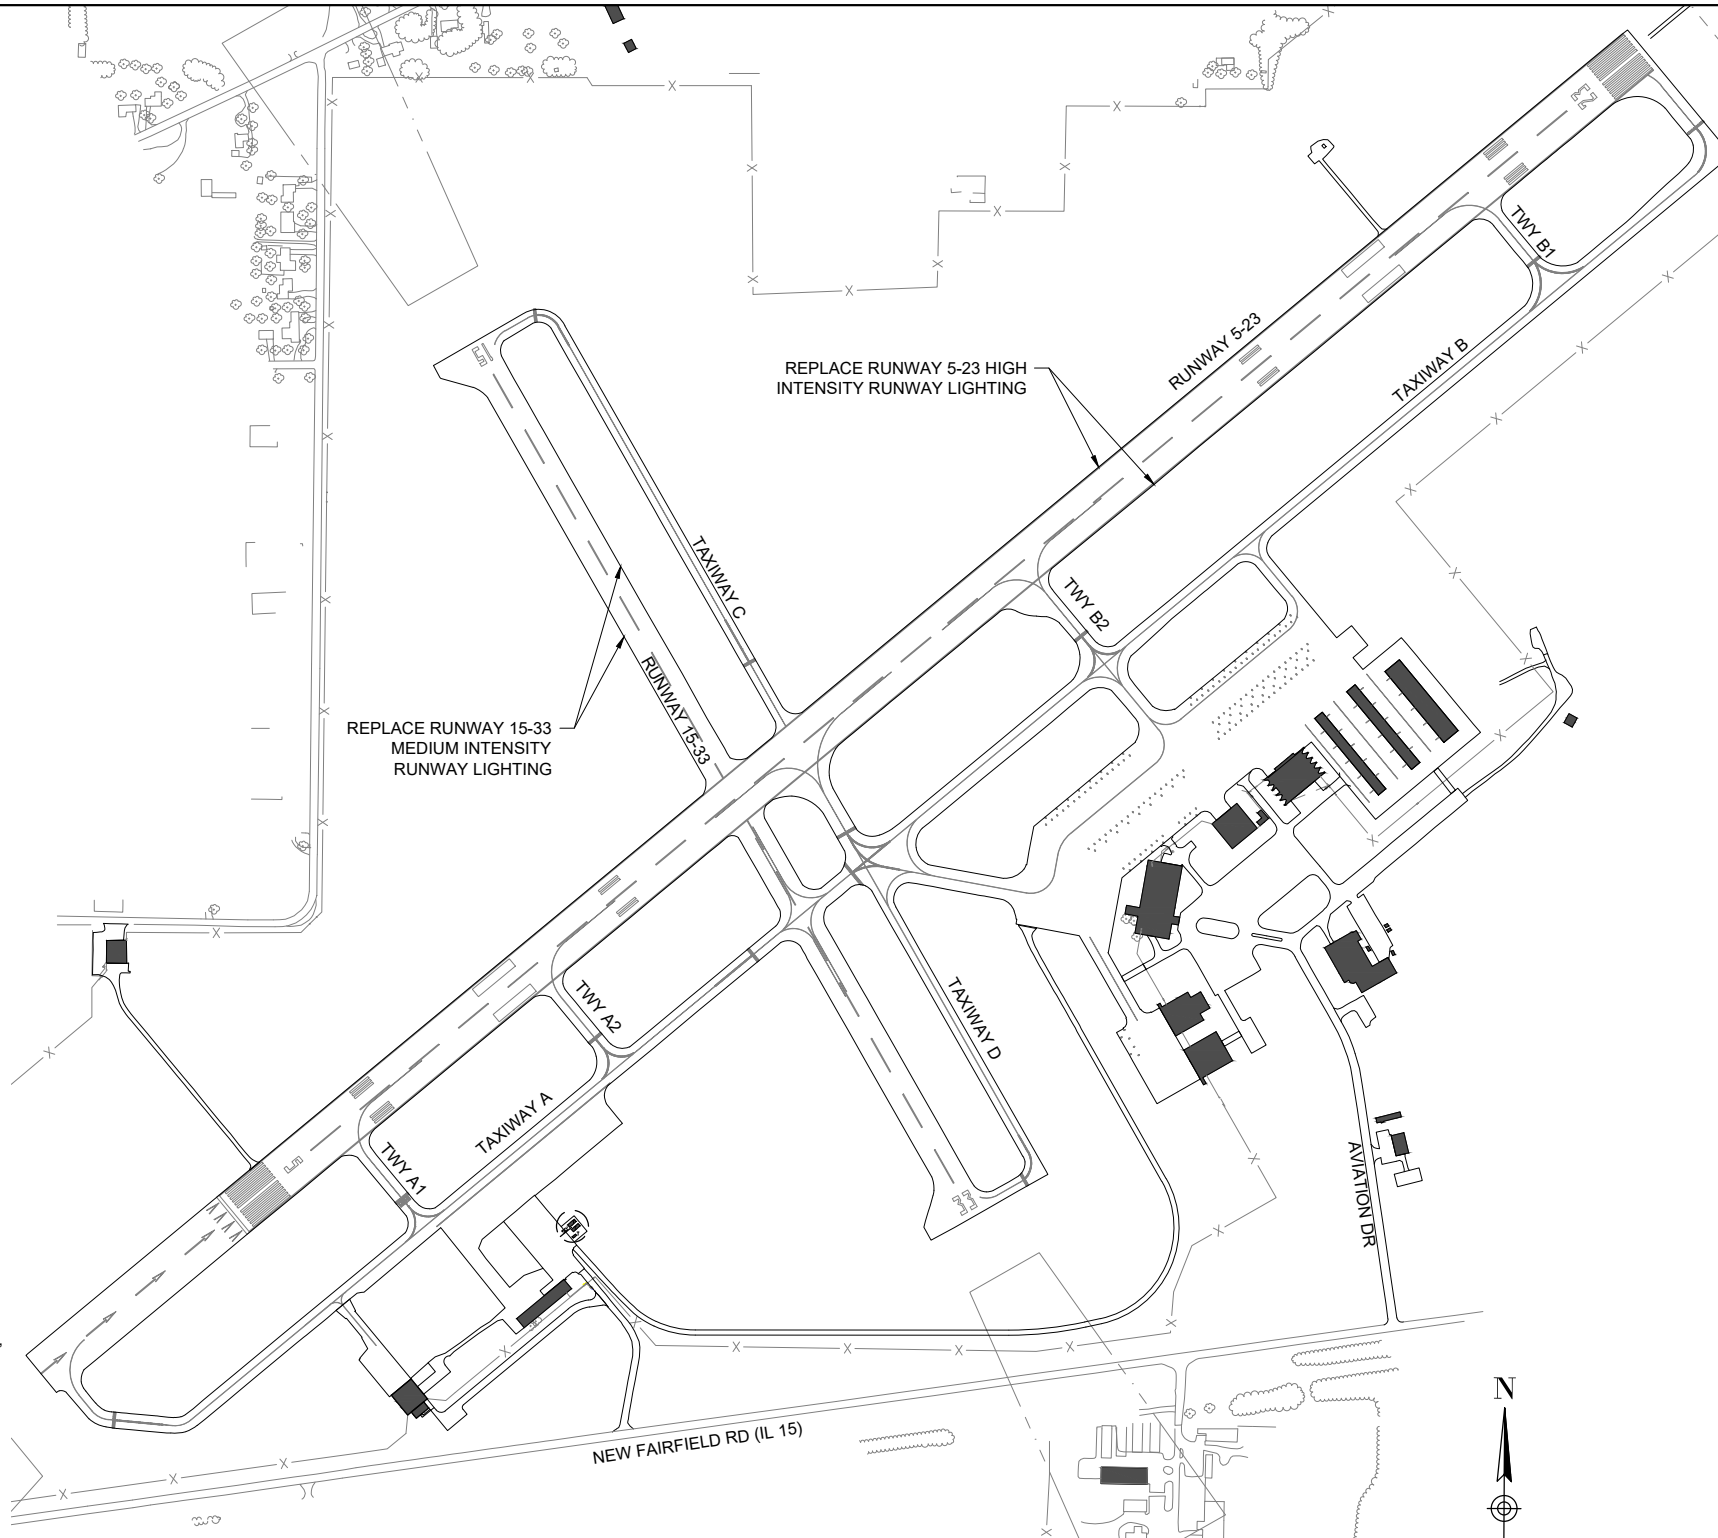 23
TWY B1
RUNWAY 5-23
TAXIWAY B
REPLACE RUNWAY 5-23 HIGH
INTENSITY RUNWAY LIGHTING
15
TAXIWAY C
TWY B2
RUNWAY 15-33
REPLACE RUNWAY 15-33
MEDIUM INTENSITY
RUNWAY LIGHTING
TWY A2
TAXIWAY D
TAXIWAY A
TWY A1
5
33
AVIATION DR
NEW FAIRFIELD RD (IL 15)
N